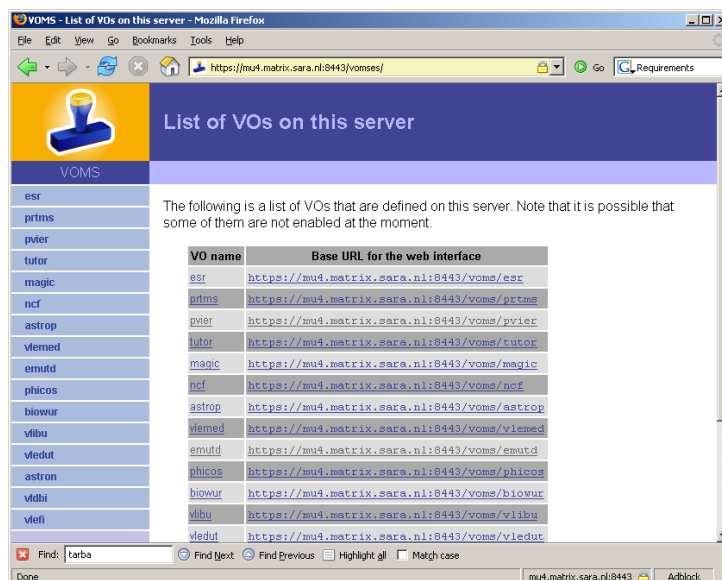 VOMS - List of VOs on this server - Mozilla Firefox
File Edit View Go Bookmarks Tools Help
https://mu4.matrix.sara.nl:8443/vomses/ Go Requirements
List of VOs on this server
VOMS
esr
prtms
pvier
tutor
magic
ncf
astrop
vlemed
emutd
phicos
biowur
vlibu
vledut
astron
vldbi
vlefi
The following is a list of VOs that are defined on this server. Note that it is possible that
some of them are not enabled at the moment.
VO name Base URL for the web interface
esr https://mu4.matrix.sara.nl:8443/voms/esr
prtms https://mu4.matrix.sara.nl:8443/voms/prtms
pvier https://mu4.matrix.sara.nl:8443/voms/pvier
tutor https://mu4.matrix.sara.nl:8443/voms/tutor
magic https://mu4.matrix.sara.nl:8443/voms/magic
ncf https://mu4.matrix.sara.nl:8443/voms/ncf
astrop https://mu4.matrix.sara.nl:8443/voms/astrop
vlemed https://mu4.matrix.sara.nl:8443/voms/vlemed
emutd https://mu4.matrix.sara.nl:8443/voms/emutd
phicos https://mu4.matrix.sara.nl:8443/voms/phicos
biowur https://mu4.matrix.sara.nl:8443/voms/biowur
vlibu https://mu4.matrix.sara.nl:8443/voms/vlibu
vledut https://mu4.matrix.sara.nl:8443/voms/vledut
Find: tarba Find Next Find Previous Highlight all Match case
Done mu4.matrix.sara.nl:8443 Adblock